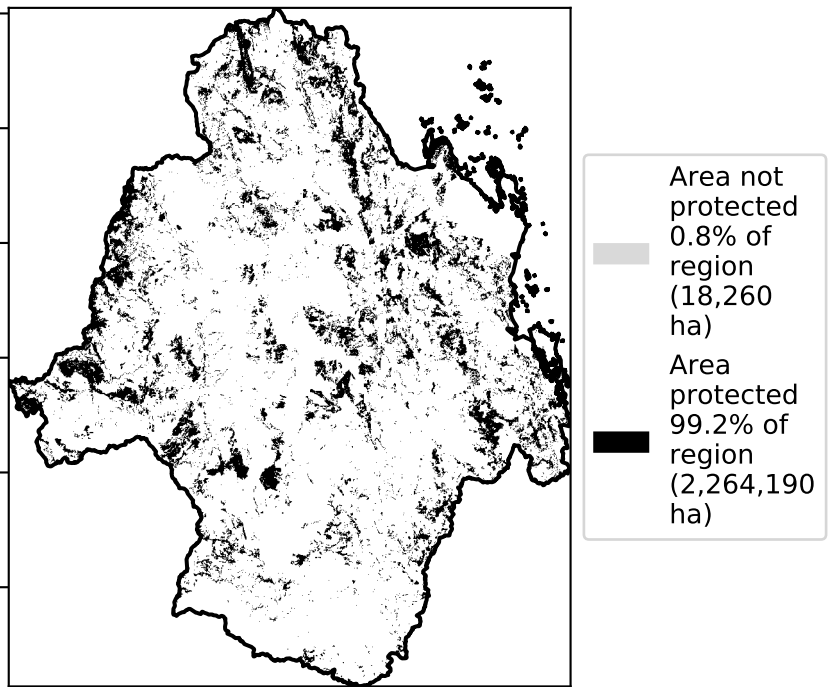 Area not
protected
0.8% of
region
(18,260
ha)
Area
protected
99.2% of
region
(2,264,190
ha)